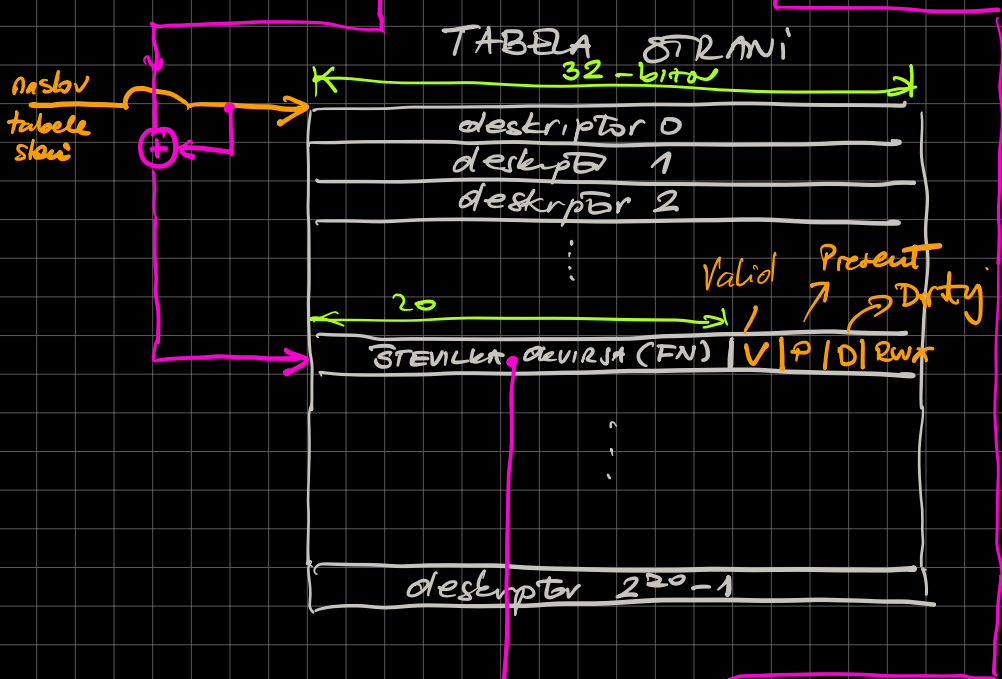 TABELA STRANI
32-bitov
naslov
tabele
strani
deskriptor 0
deskriptor 1
deskriptor 2
Valid
Present
Dirty
20
ŠTEVILKA OKVIRJA (FN) | V | P | D | RWX
deskriptor 2²⁰-1
+